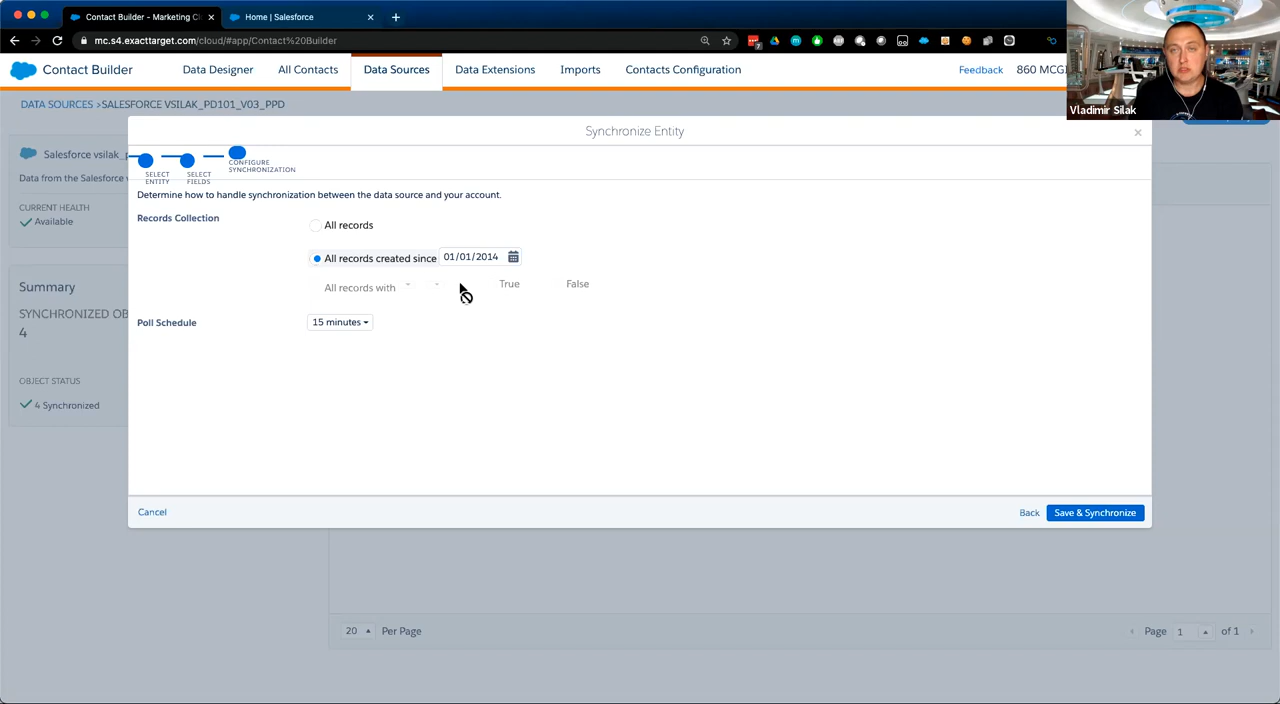 Contact Builder - Marketing Cl
Home | Salesforce
mc.s4.exacttarget.com/cloud/#app/Contact%20Builder
7
Contact Builder
Data Designer
All Contacts
Data Sources
Data Extensions
Imports
Contacts Configuration
Feedback
860 MCGI
Vladimir Silak
DATA SOURCES >SALESFORCE VSILAK_PD101_V03_PPD
Synchronize Entity
Salesforce vsilak_p
Data from the Salesforce v
CURRENT HEALTH
Available
Summary
SYNCHRONIZED OB
4
OBJECT STATUS
4 Synchronized
SELECT
ENTITY
SELECT
FIELDS
CONFIGURE
SYNCHRONIZATION
Determine how to handle synchronization between the data source and your account.
Records Collection
All records
All records created since 01/01/2014
All records with
True
False
Poll Schedule
15 minutes
Cancel
Back
Save & Synchronize
20 Per Page
Page 1 of 1